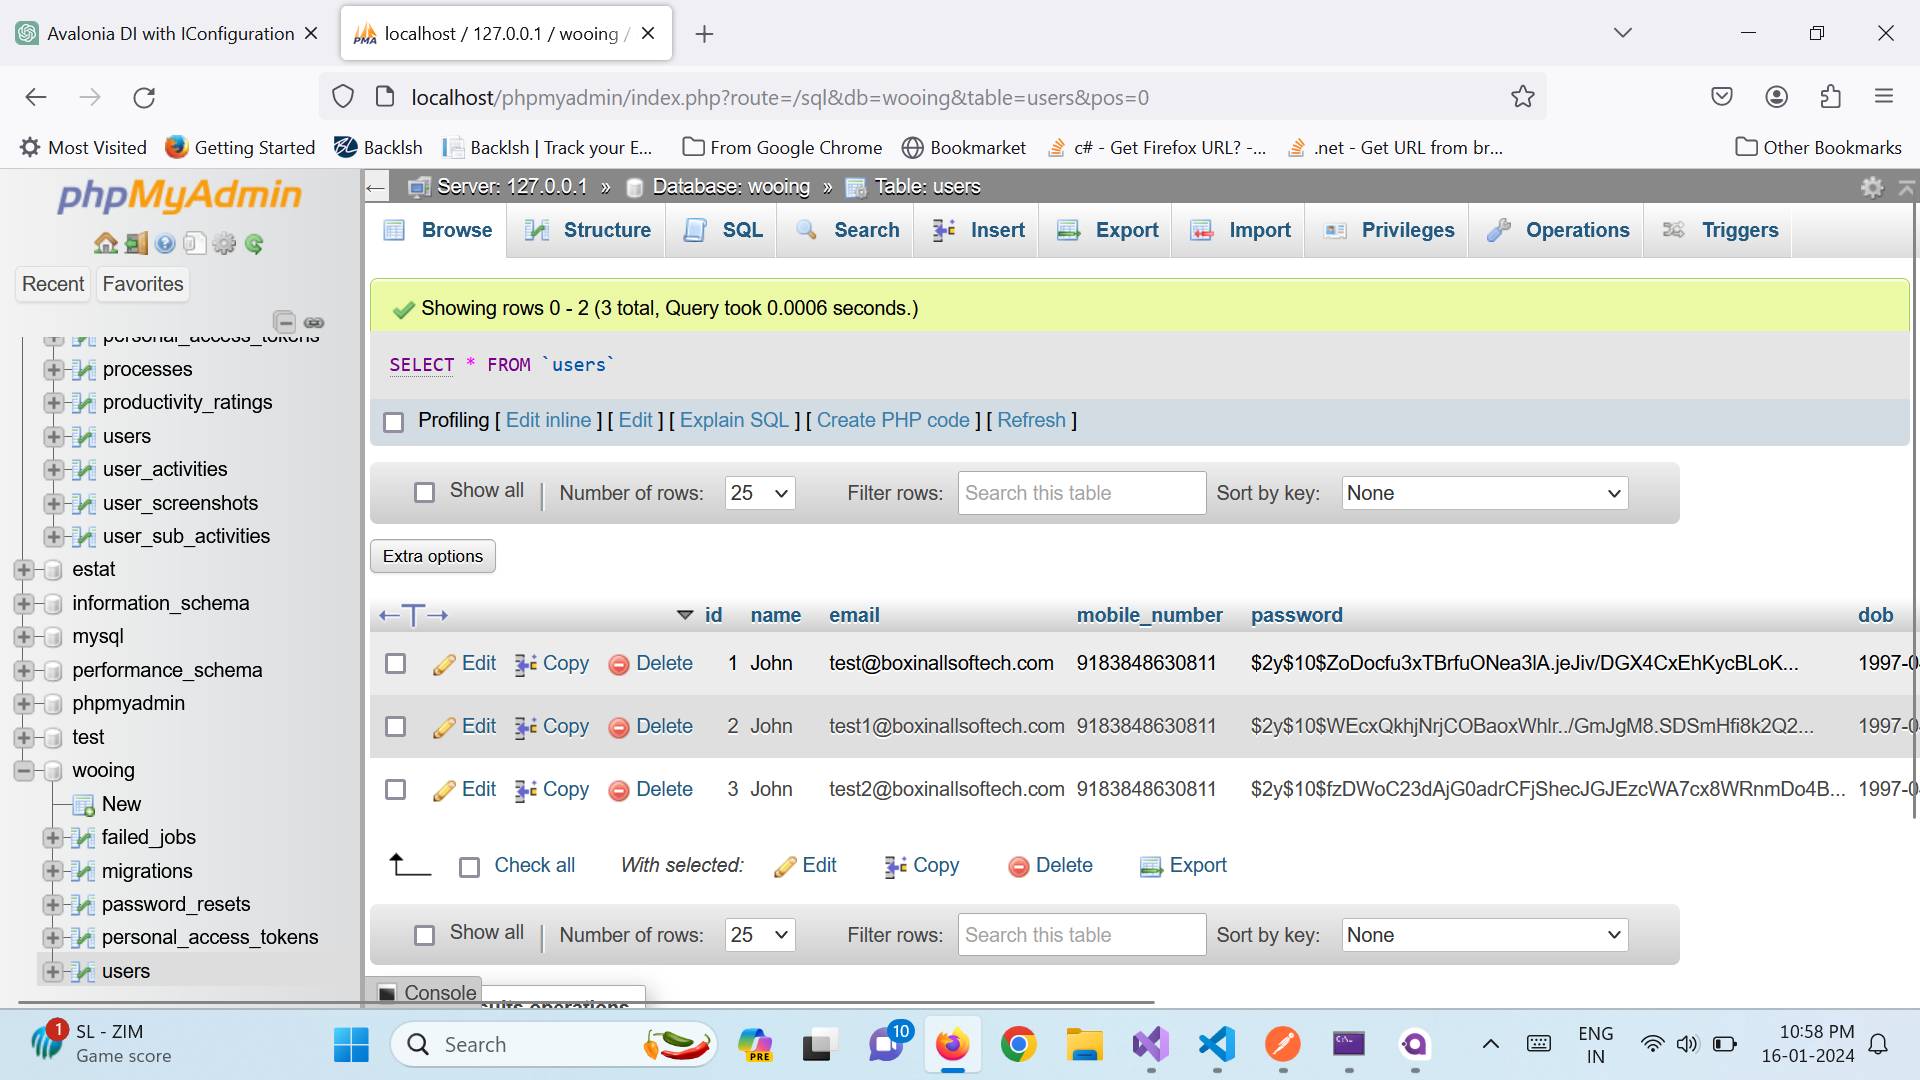 Avalonia DI with IConfiguration
localhost / 127.0.0.1 / wooing /
localhost/phpmyadmin/index.php?route=/sql&db=wooing&table=users&pos=0
Most Visited
Getting Started
Backlsh
Backlsh | Track your E...
From Google Chrome
Bookmarket
c# - Get Firefox URL? -...
.net - Get URL from br...
Other Bookmarks
phpMyAdmin
Recent
Favorites
personal_access_tokens
processes
productivity_ratings
users
user_activities
user_screenshots
user_sub_activities
estat
information_schema
mysql
performance_schema
phpmyadmin
test
wooing
New
failed_jobs
migrations
password_resets
personal_access_tokens
users
Server: 127.0.0.1 » Database: wooing » Table: users
Browse
Structure
SQL
Search
Insert
Export
Import
Privileges
Operations
Triggers
Showing rows 0 - 2 (3 total, Query took 0.0006 seconds.)
SELECT * FROM `users`
Profiling [ Edit inline ] [ Edit ] [ Explain SQL ] [ Create PHP code ] [ Refresh ]
Show all | Number of rows: 25 Filter rows: Search this table Sort by key: None
Extra options
id name email mobile_number password dob
Edit Copy Delete 1 John test@boxinallsoftech.com 9183848630811 $2y$10$ZoDocfu3xTBrfuONea3lA.jeJiv/DGX4CxEhKycBLoK... 1997-0
Edit Copy Delete 2 John test1@boxinallsoftech.com 9183848630811 $2y$10$WEcxQkhjNrjCOBaoxWhlr../GmJgM8.SDSmHfi8k2Q2... 1997-0
Edit Copy Delete 3 John test2@boxinallsoftech.com 9183848630811 $2y$10$fzDWoC23dAjG0adrCFjShecJGJEzcWA7cx8WRnmDo4B... 1997-0
Check all With selected: Edit Copy Delete Export
Show all | Number of rows: 25 Filter rows: Search this table Sort by key: None
Console
operations
1
SL - ZIM
Game score
Search
PRE
10
ENG
IN
10:58 PM
16-01-2024